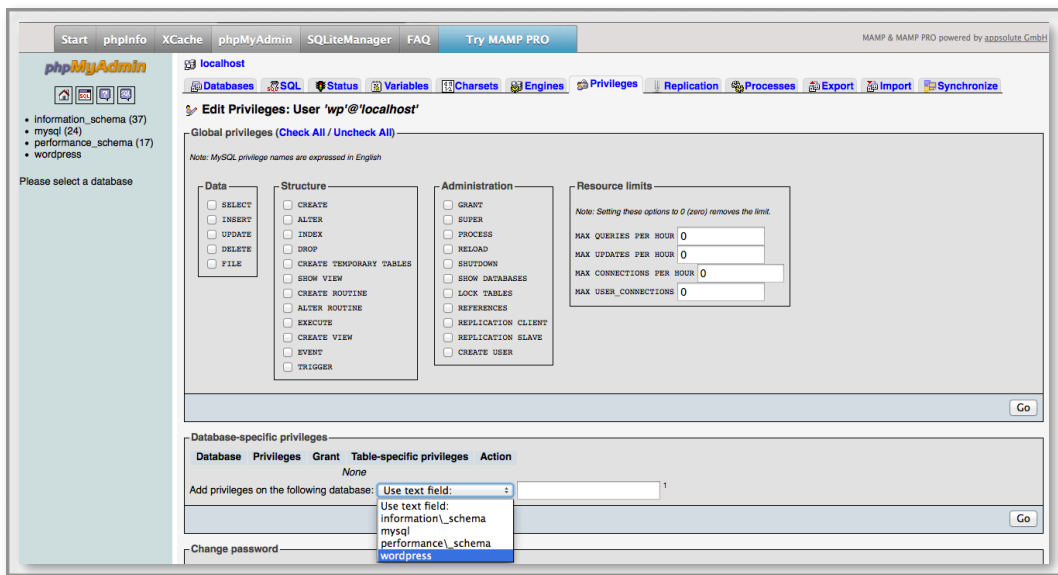 Start phpInfo XCache phpMyAdmin SQLiteManager FAQ Try MAMP PRO MAMP & MAMP PRO powered by appsolute GmbH
phpMyAdmin
SQL
information_schema (37)
mysql (24)
performance_schema (17)
wordpress
Please select a database
localhost
Databases SQL Status Variables Charsets Engines Privileges Replication Processes Export Import Synchronize
Edit Privileges: User 'wp'@'localhost'
Global privileges (Check All / Uncheck All)
Note: MySQL privilege names are expressed in English
Data
SELECT
INSERT
UPDATE
DELETE
FILE
Structure
CREATE
ALTER
INDEX
DROP
CREATE TEMPORARY TABLES
SHOW VIEW
CREATE ROUTINE
ALTER ROUTINE
EXECUTE
CREATE VIEW
EVENT
TRIGGER
Administration
GRANT
SUPER
PROCESS
RELOAD
SHUTDOWN
SHOW DATABASES
LOCK TABLES
REFERENCES
REPLICATION CLIENT
REPLICATION SLAVE
CREATE USER
Resource limits
Note: Setting these options to 0 (zero) removes the limit.
MAX QUERIES PER HOUR 0
MAX UPDATES PER HOUR 0
MAX CONNECTIONS PER HOUR 0
MAX USER_CONNECTIONS 0
Go
Database-specific privileges
Database Privileges Grant Table-specific privileges Action
None
Add privileges on the following database: Use text field: 1
Use text field:
information\_schema
mysql
performance\_schema
wordpress
Go
Change password